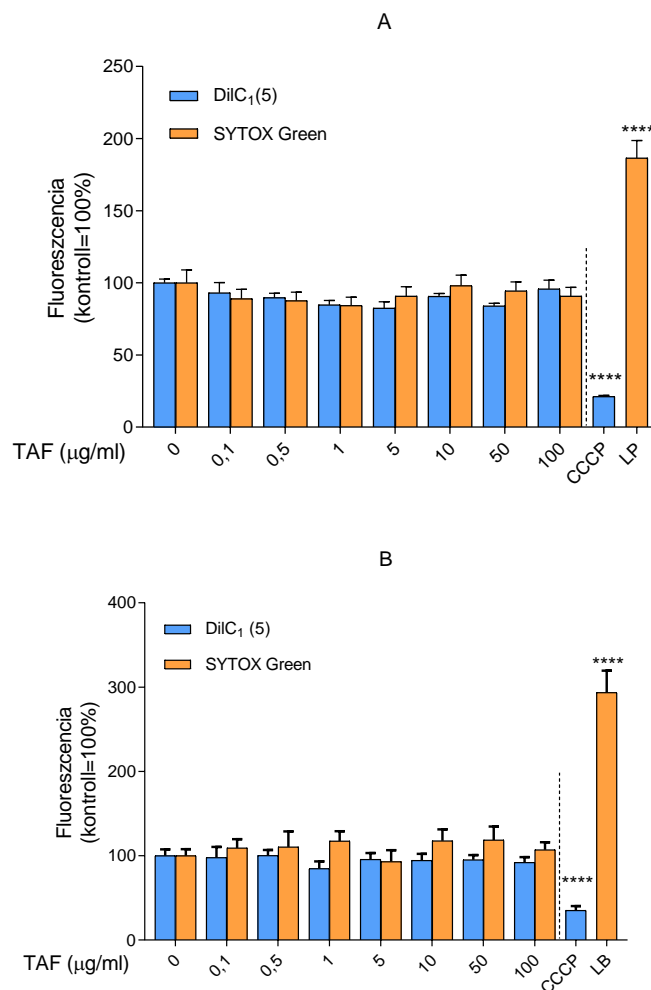 A
250
200
150
100
50
0
Fluoreszcencia
(kontroll=100%)
DilC₁(5)
SYTOX Green
****
****
TAF (μg/ml)
0
0,1
0,5
1
5
10
50
100
CCCP
LP
B
400
300
200
100
0
Fluoreszcencia
(kontroll=100%)
DilC₁ (5)
SYTOX Green
****
****
TAF (μg/ml)
0
0,1
0,5
1
5
10
50
100
CCCP
LB